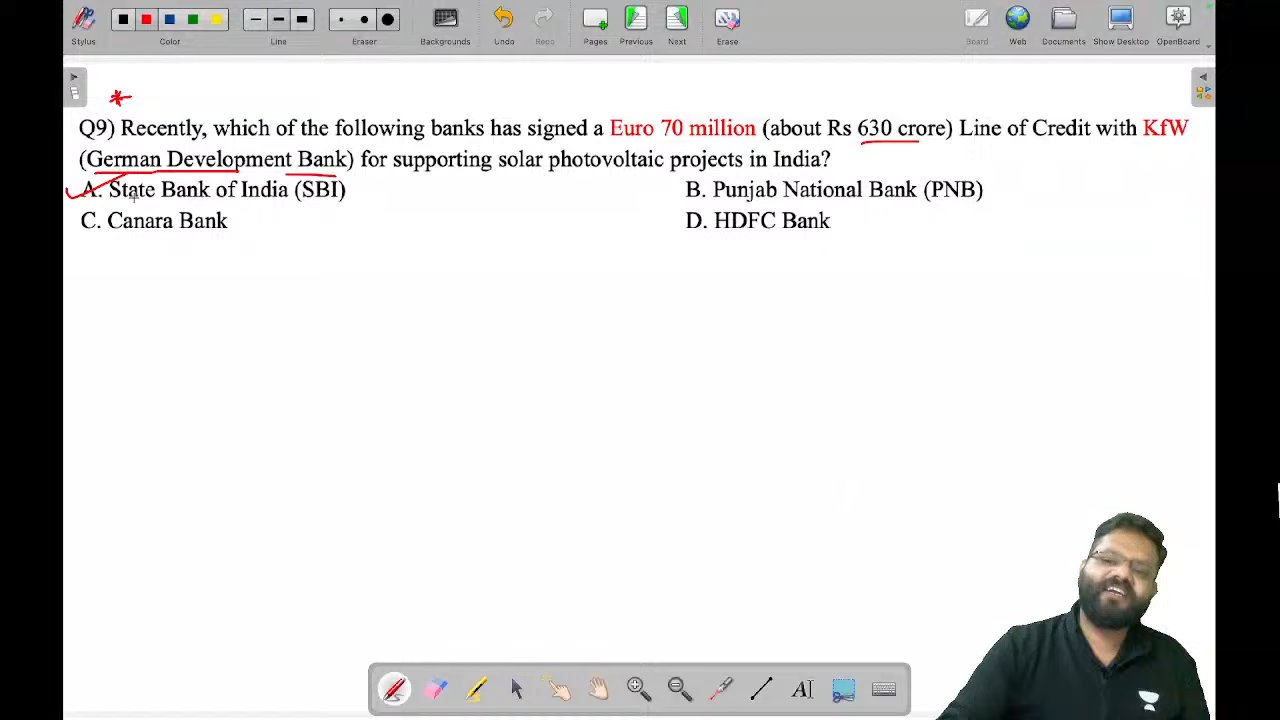 Stylus Color Line Eraser Backgrounds Undo Redo Pages Previous Next Erase Board Web Documents Show Desktop OpenBoard
*
Q9) Recently, which of the following banks has signed a Euro 70 million (about Rs 630 crore) Line of Credit with KfW
(German Development Bank) for supporting solar photovoltaic projects in India?
A. State Bank of India (SBI) B. Punjab National Bank (PNB)
C. Canara Bank D. HDFC Bank